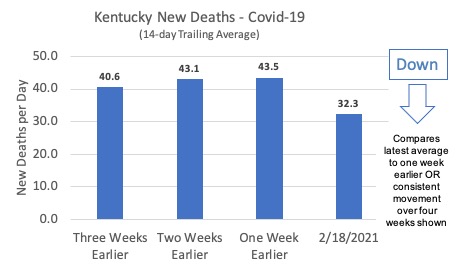 Kentucky New Deaths - Covid-19
(14-day Trailing Average)
New Deaths per Day
50.0
40.0
30.0
20.0
10.0
0.0
40.6
43.1
43.5
32.3
Three Weeks
Earlier
Two Weeks
Earlier
One Week
Earlier
2/18/2021
Down
Compares
latest average
to one week
earlier OR
consistent
movement
over four
weeks shown